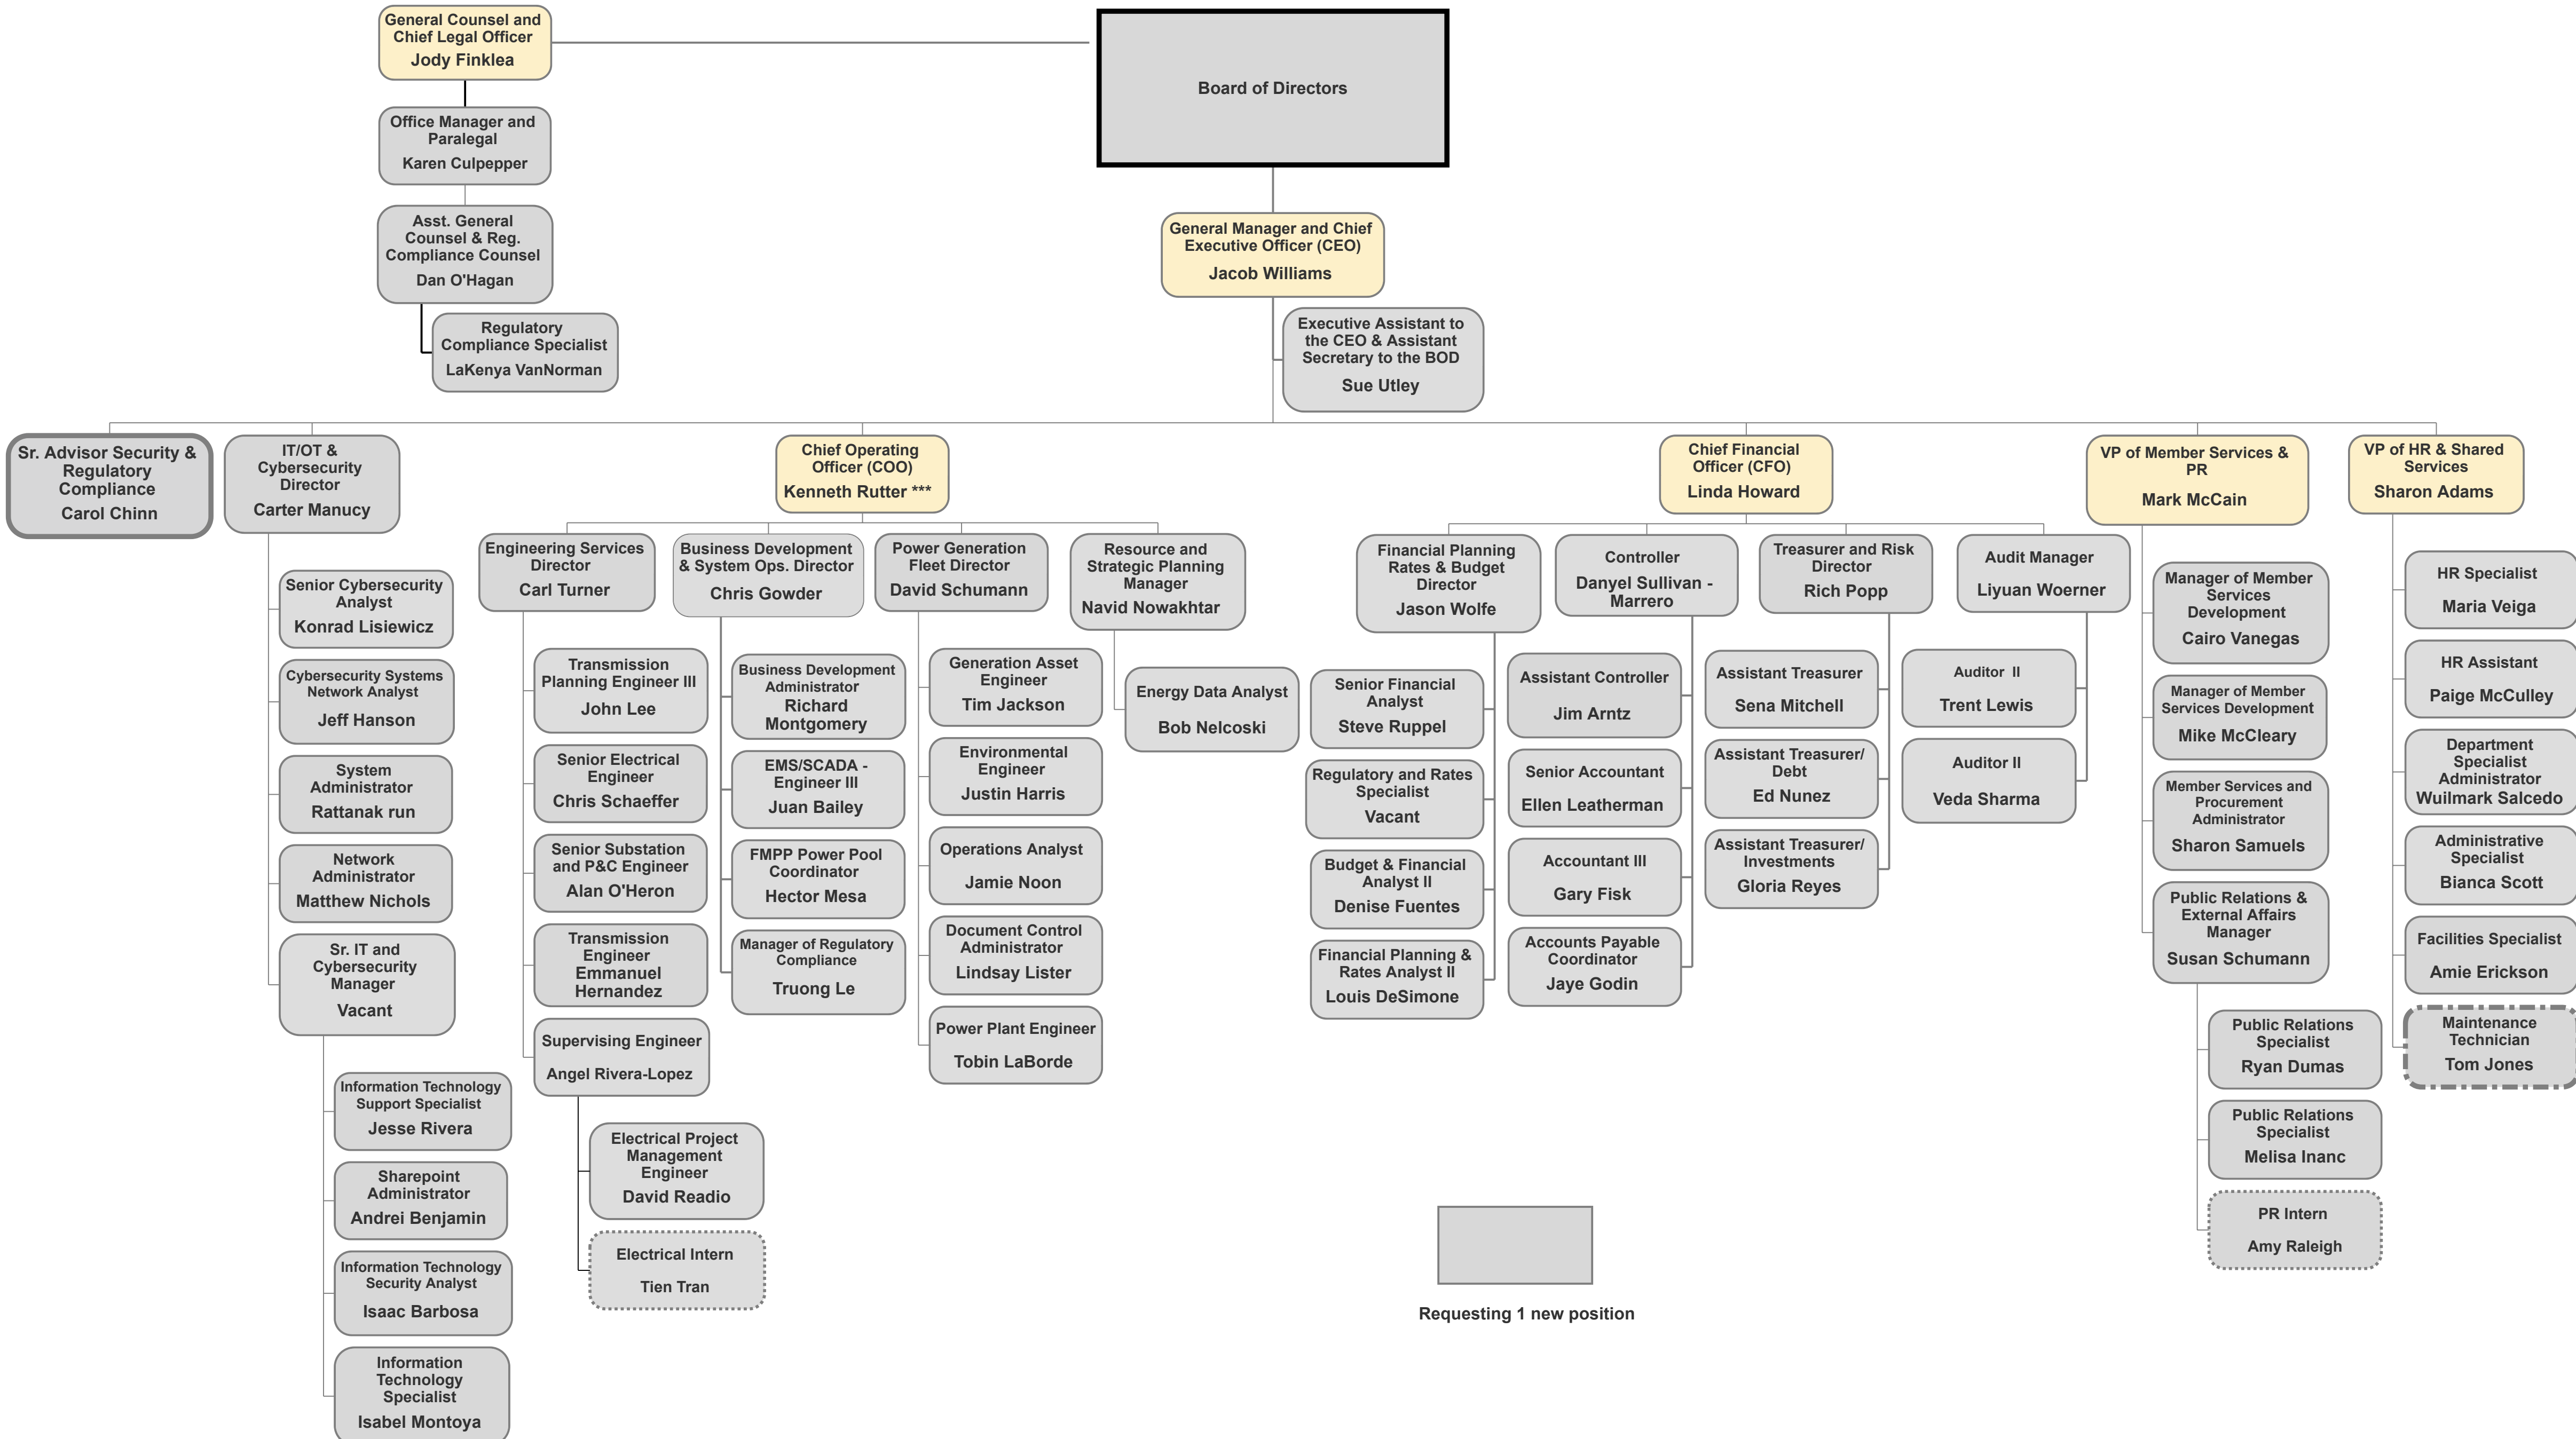 General Counsel and
Chief Legal Officer
Jody Finklea
Board of Directors
Office Manager and
Paralegal
Karen Culpepper
Asst. General
Counsel & Reg.
Compliance Counsel
Dan O'Hagan
Regulatory
Compliance Specialist
LaKenya VanNorman
General Manager and Chief
Executive Officer (CEO)
Jacob Williams
Executive Assistant to
the CEO & Assistant
Secretary to the BOD
Sue Utley
Sr. Advisor Security &
Regulatory
Compliance
Carol Chinn
IT/OT &
Cybersecurity
Director
Carter Manucy
Senior Cybersecurity
Analyst
Konrad Lisiewicz
Cybersecurity Systems
Network Analyst
Jeff Hanson
System
Administrator
Rattanak run
Network
Administrator
Matthew Nichols
Sr. IT and
Cybersecurity
Manager
Vacant
Information Technology
Support Specialist
Jesse Rivera
Sharepoint
Administrator
Andrei Benjamin
Information Technology
Security Analyst
Isaac Barbosa
Information
Technology
Specialist
Isabel Montoya
Chief Operating
Officer (COO)
Kenneth Rutter ***
Engineering Services
Director
Carl Turner
Transmission
Planning Engineer III
John Lee
Senior Electrical
Engineer
Chris Schaeffer
Senior Substation
and P&C Engineer
Alan O'Heron
Transmission
Engineer
Emmanuel
Hernandez
Supervising Engineer
Angel Rivera-Lopez
Electrical Project
Management
Engineer
David Readio
Electrical Intern
Tien Tran
Business Development
& System Ops. Director
Chris Gowder
Business Development
Administrator
Richard
Montgomery
EMS/SCADA -
Engineer III
Juan Bailey
FMPP Power Pool
Coordinator
Hector Mesa
Manager of Regulatory
Compliance
Truong Le
Power Generation
Fleet Director
David Schumann
Generation Asset
Engineer
Tim Jackson
Environmental
Engineer
Justin Harris
Operations Analyst
Jamie Noon
Document Control
Administrator
Lindsay Lister
Power Plant Engineer
Tobin LaBorde
Resource and
Strategic Planning
Manager
Navid Nowakhtar
Energy Data Analyst
Bob Nelcoski
Chief Financial
Officer (CFO)
Linda Howard
Financial Planning
Rates & Budget
Director
Jason Wolfe
Senior Financial
Analyst
Steve Ruppel
Regulatory and Rates
Specialist
Vacant
Budget & Financial
Analyst II
Denise Fuentes
Financial Planning &
Rates Analyst II
Louis DeSimone
Controller
Danyel Sullivan -
Marrero
Assistant Controller
Jim Arntz
Senior Accountant
Ellen Leatherman
Accountant III
Gary Fisk
Accounts Payable
Coordinator
Jaye Godin
Treasurer and Risk
Director
Rich Popp
Assistant Treasurer
Sena Mitchell
Assistant Treasurer/
Debt
Ed Nunez
Assistant Treasurer/
Investments
Gloria Reyes
Audit Manager
Liyuan Woerner
Auditor II
Trent Lewis
Auditor II
Veda Sharma
VP of Member Services &
PR
Mark McCain
Manager of Member
Services
Development
Cairo Vanegas
Manager of Member
Services Development
Mike McCleary
Member Services and
Procurement
Administrator
Sharon Samuels
Public Relations &
External Affairs
Manager
Susan Schumann
Public Relations
Specialist
Ryan Dumas
Public Relations
Specialist
Melisa Inanc
PR Intern
Amy Raleigh
VP of HR & Shared
Services
Sharon Adams
HR Specialist
Maria Veiga
HR Assistant
Paige McCulley
Department
Specialist
Administrator
Wuilmark Salcedo
Administrative
Specialist
Bianca Scott
Facilities Specialist
Amie Erickson
Maintenance
Technician
Tom Jones
Requesting 1 new position